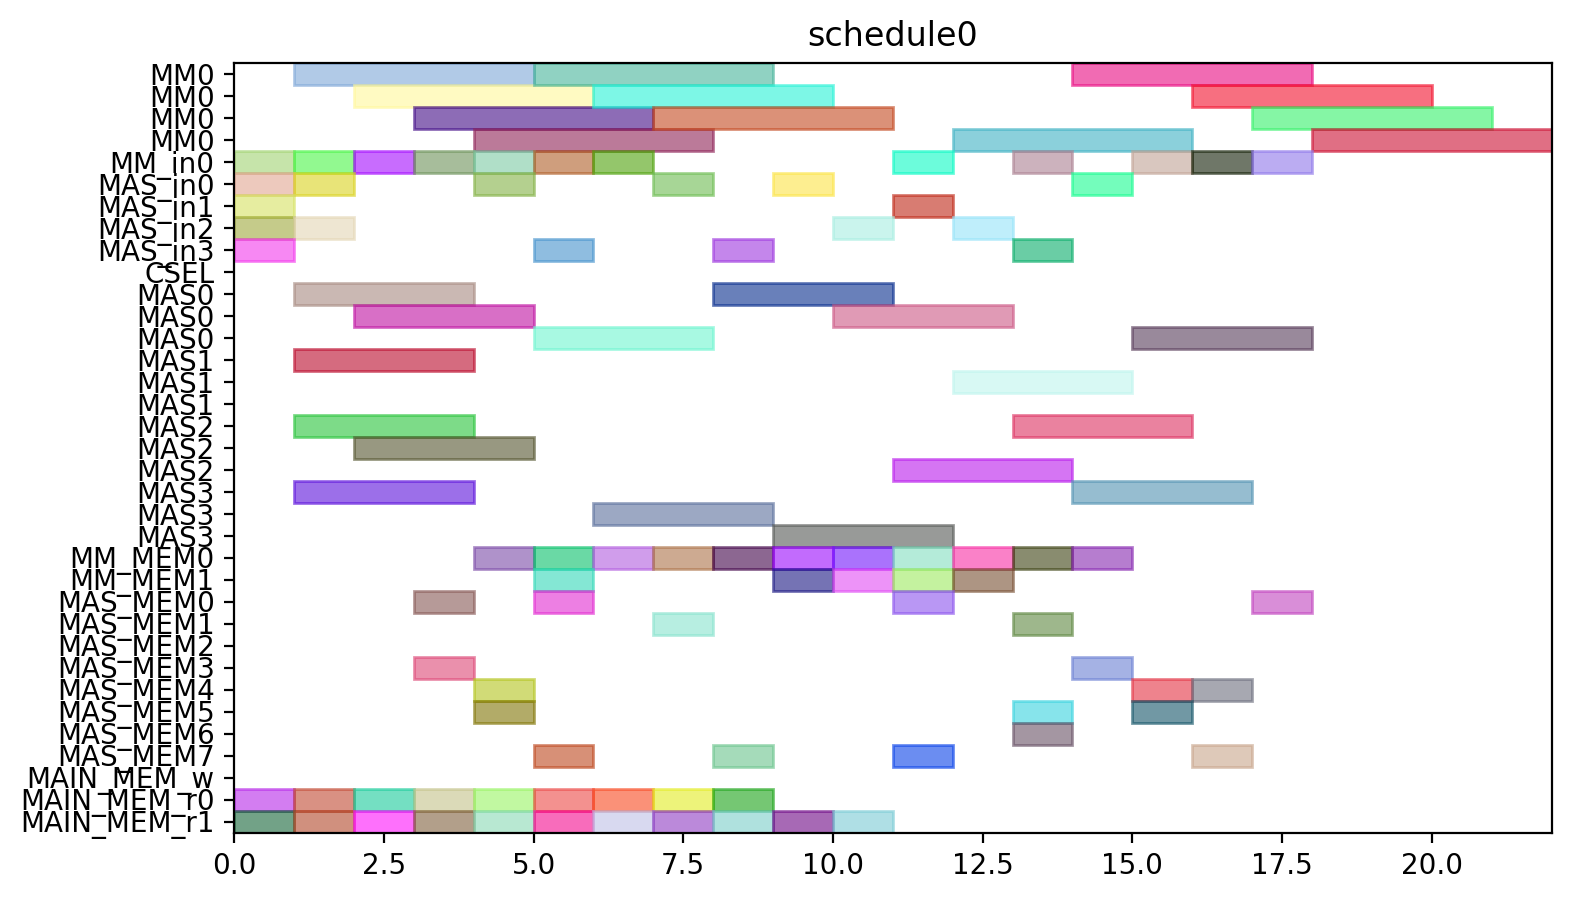 schedule0
MM0
MM0
MM0
MM0
MM_in0
MAS_in0
MAS_in1
MAS_in2
MAS_in3
CSEL
MAS0
MAS0
MAS0
MAS1
MAS1
MAS1
MAS2
MAS2
MAS2
MAS3
MAS3
MAS3
MM_MEM0
MM_MEM1
MAS_MEM0
MAS_MEM1
MAS_MEM2
MAS_MEM3
MAS_MEM4
MAS_MEM5
MAS_MEM6
MAS_MEM7
MAIN_MEM_w
MAIN_MEM_r0
MAIN_MEM_r1
0.0 2.5 5.0 7.5 10.0 12.5 15.0 17.5 20.0